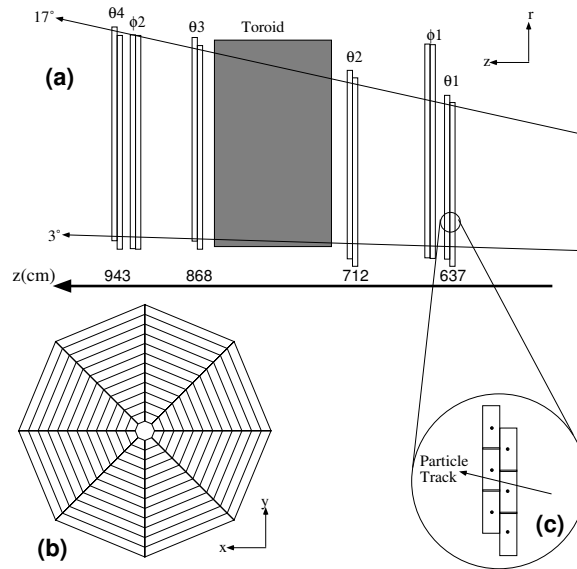 θ4 ϕ2 θ3 Toroid θ2 ϕ1 θ1 r
17° z
(a)
3°
z(cm) 943 868 712 637
Particle
Track
(c)
y
x
(b)